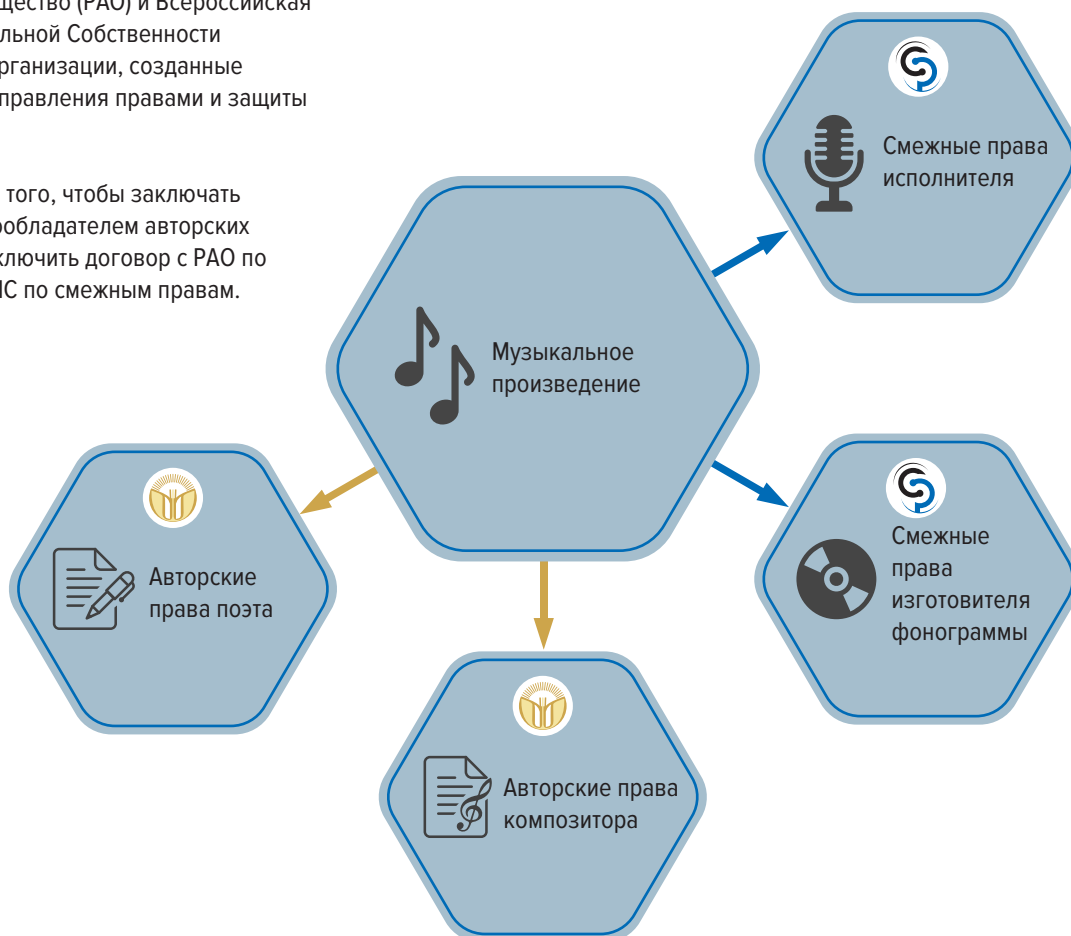 щество (РАО) и Всероссийская
льной Собственности
рганизации, созданные
правления правами и защиты
того, чтобы заключать
ообладателем авторских
ключить договор с РАО по
ИС по смежным правам.
Смежные права
исполнителя
Музыкальное
произведение
Смежные
права
изготовителя
фонограммы
Авторские
права поэта
Авторские права
композитора